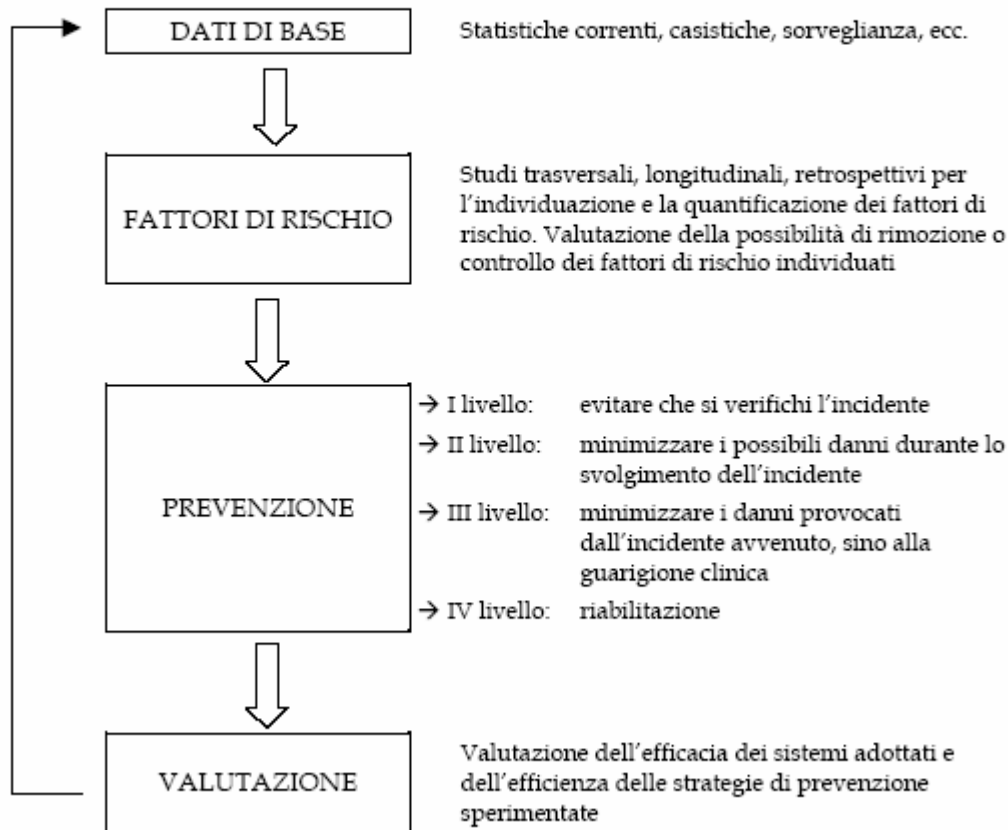 DATI DI BASE
Statistiche correnti, casistiche, sorveglianza, ecc.
FATTORI DI RISCHIO
Studi trasversali, longitudinali, retrospettivi per
l'individuazione e la quantificazione dei fattori di
rischio. Valutazione della possibilità di rimozione o
controllo dei fattori di rischio individuati
PREVENZIONE
→ I livello: evitare che si verifichi l'incidente
→ II livello: minimizzare i possibili danni durante lo
svolgimento dell'incidente
→ III livello: minimizzare i danni provocati
dall'incidente avvenuto, sino alla
guarigione clinica
→ IV livello: riabilitazione
VALUTAZIONE
Valutazione dell'efficacia dei sistemi adottati e
dell'efficienza delle strategie di prevenzione
sperimentate